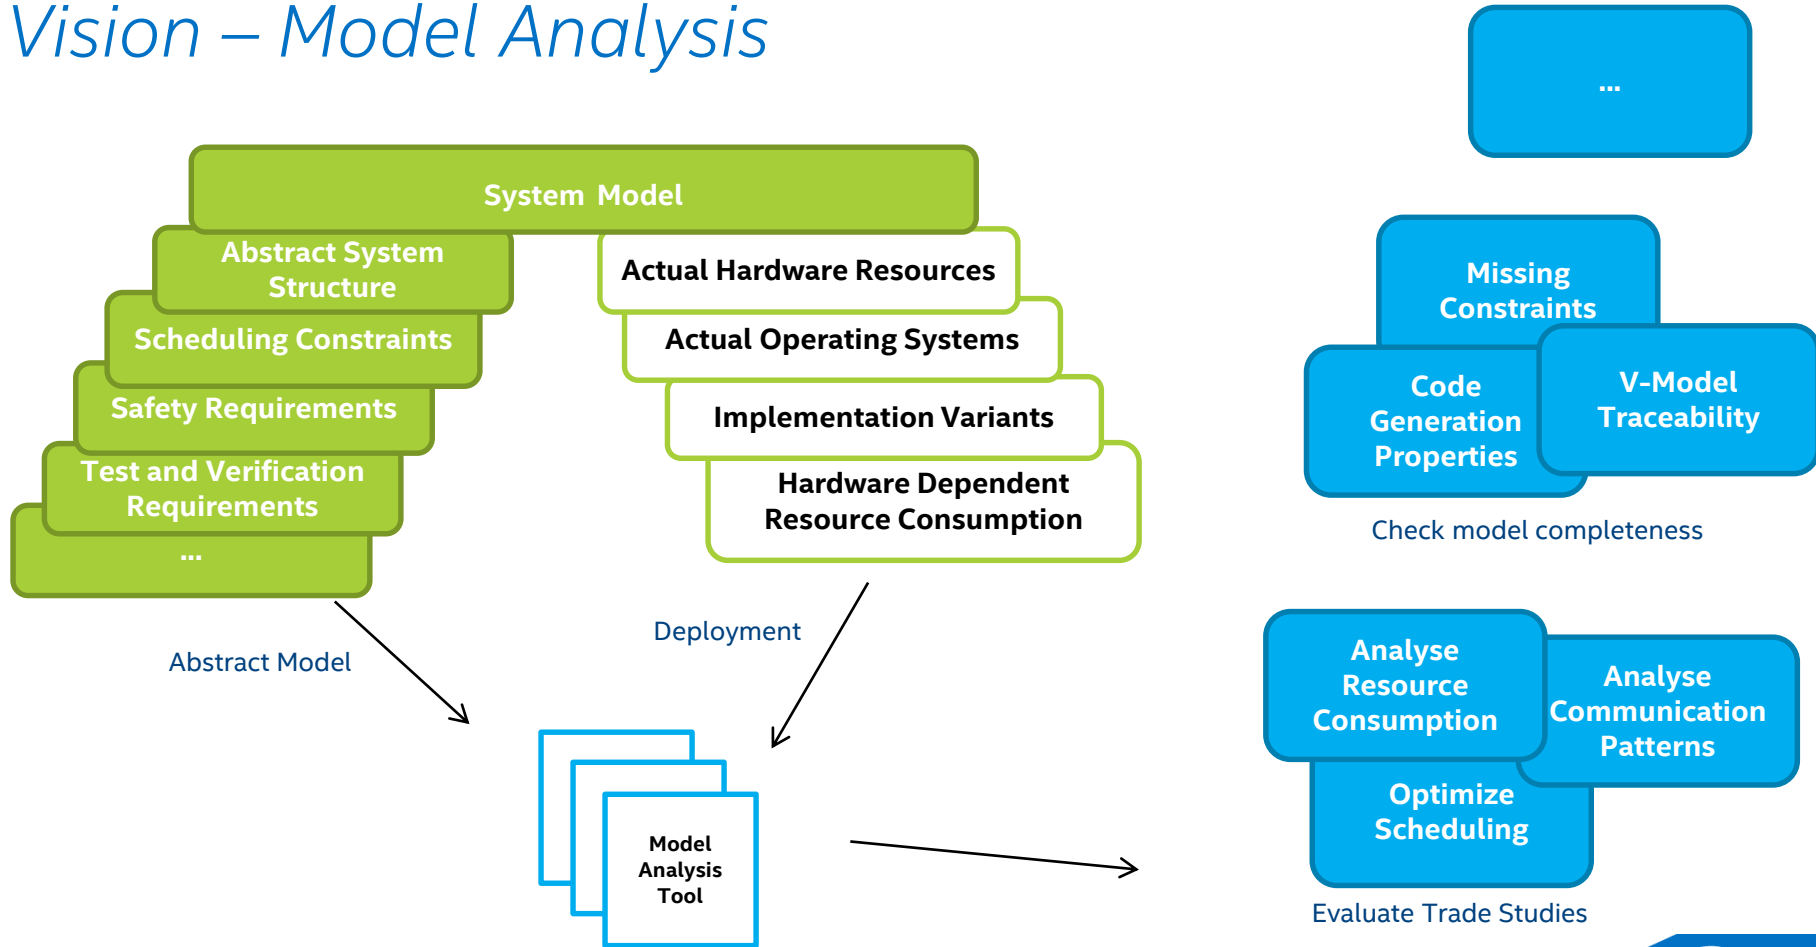 Vision – Model Analysis
...
System Model
Abstract System
Structure
Scheduling Constraints
Safety Requirements
Test and Verification
Requirements
...
Actual Hardware Resources
Actual Operating Systems
Implementation Variants
Hardware Dependent
Resource Consumption
Abstract Model
Deployment
Model
Analysis
Tool
Missing
Constraints
Code
Generation
Properties
V-Model
Traceability
Check model completeness
Analyse
Resource
Consumption
Analyse
Communication
Patterns
Optimize
Scheduling
Evaluate Trade Studies